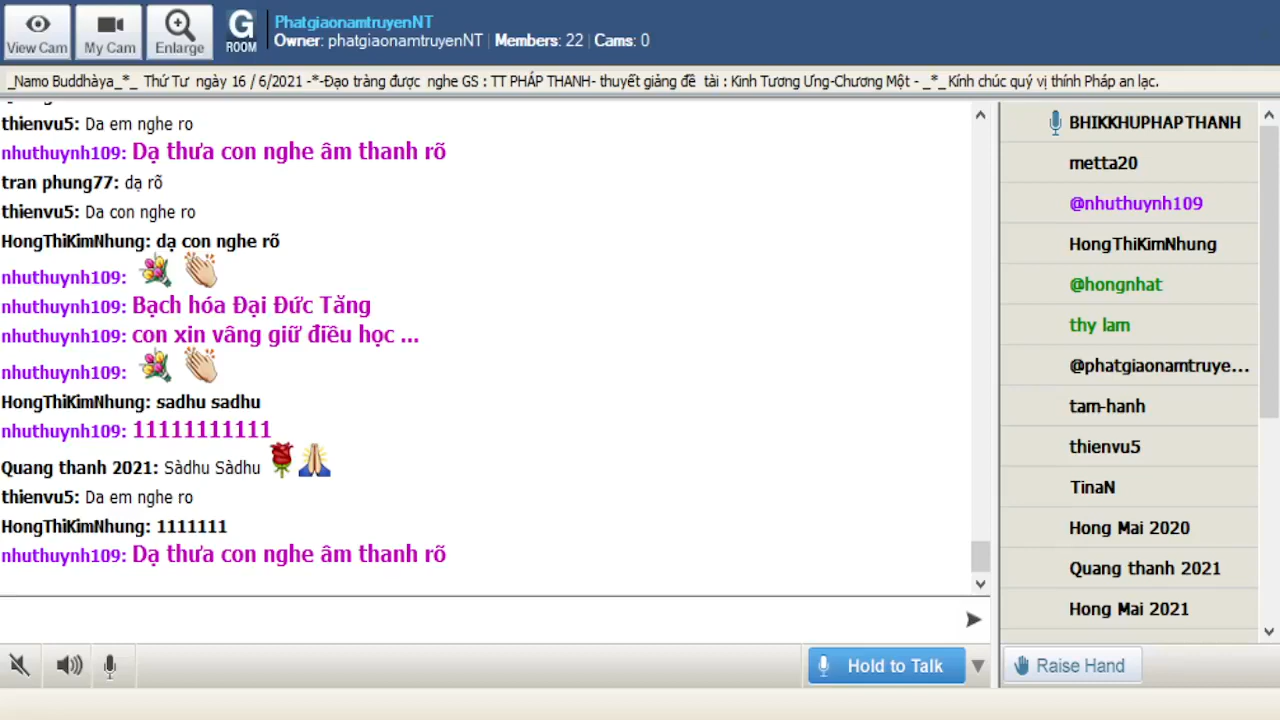 View Cam
My Cam
Enlarge
G
ROOM
PhatgiaonamtruyenNT
Owner: phatgiaonamtruyenNT | Members: 22 | Cams: 0
_Namo Buddhàya_*_ Thứ Tư ngày 16 / 6/2021 -*-Đạo tràng được nghe GS : TT PHÁP THANH- thuyết giảng đề tài : Kinh Tương Ưng-Chương Một - _*_ Kính chúc quý vị thính Pháp an lạc.
thienvu5: Da em nghe ro
nhuthuynh109: Dạ thưa con nghe âm thanh rõ
tran phung77: dạ rõ
thienvu5: Da con nghe ro
HongThiKimNhung: dạ con nghe rõ
nhuthuynh109:
nhuthuynh109: Bạch hóa Đại Đức Tăng
nhuthuynh109: con xin vâng giữ điều học ...
nhuthuynh109:
HongThiKimNhung: sadhu sadhu
nhuthuynh109: 11111111111
Quang thanh 2021: Sàdhu Sàdhu
thienvu5: Da em nghe ro
HongThiKimNhung: 1111111
nhuthuynh109: Dạ thưa con nghe âm thanh rõ
BHIKKHUPHAPTHANH
metta20
@nhuthuynh109
HongThiKimNhung
@hongnhat
thy lam
@phatgiaonamtruye...
tam-hanh
thienvu5
TinaN
Hong Mai 2020
Quang thanh 2021
Hong Mai 2021
Hold to Talk
Raise Hand